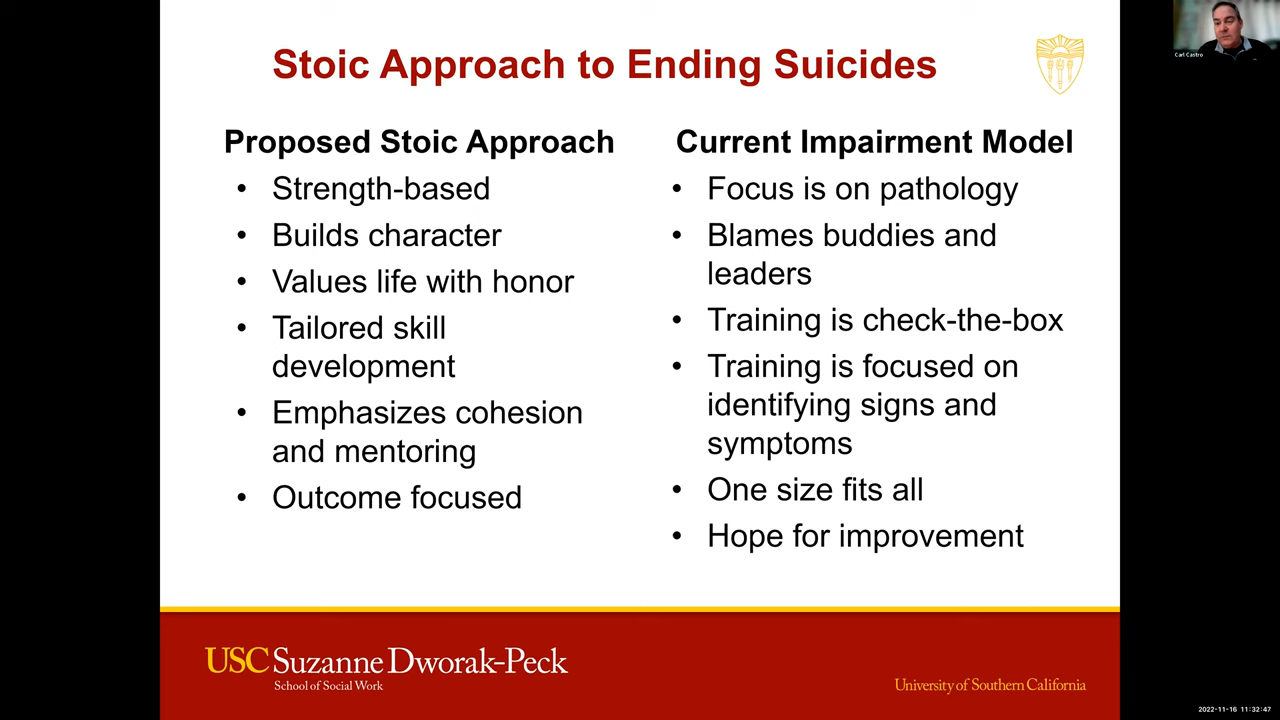 Stoic Approach to Ending Suicides
Carl Castro
Proposed Stoic Approach
• Strength-based
• Builds character
• Values life with honor
• Tailored skill
development
• Emphasizes cohesion
and mentoring
• Outcome focused
Current Impairment Model
• Focus is on pathology
• Blames buddies and
leaders
• Training is check-the-box
• Training is focused on
identifying signs and
symptoms
• One size fits all
• Hope for improvement
USC Suzanne Dworak-Peck
School of Social Work
University of Southern California
2022-11-16 11:32:47